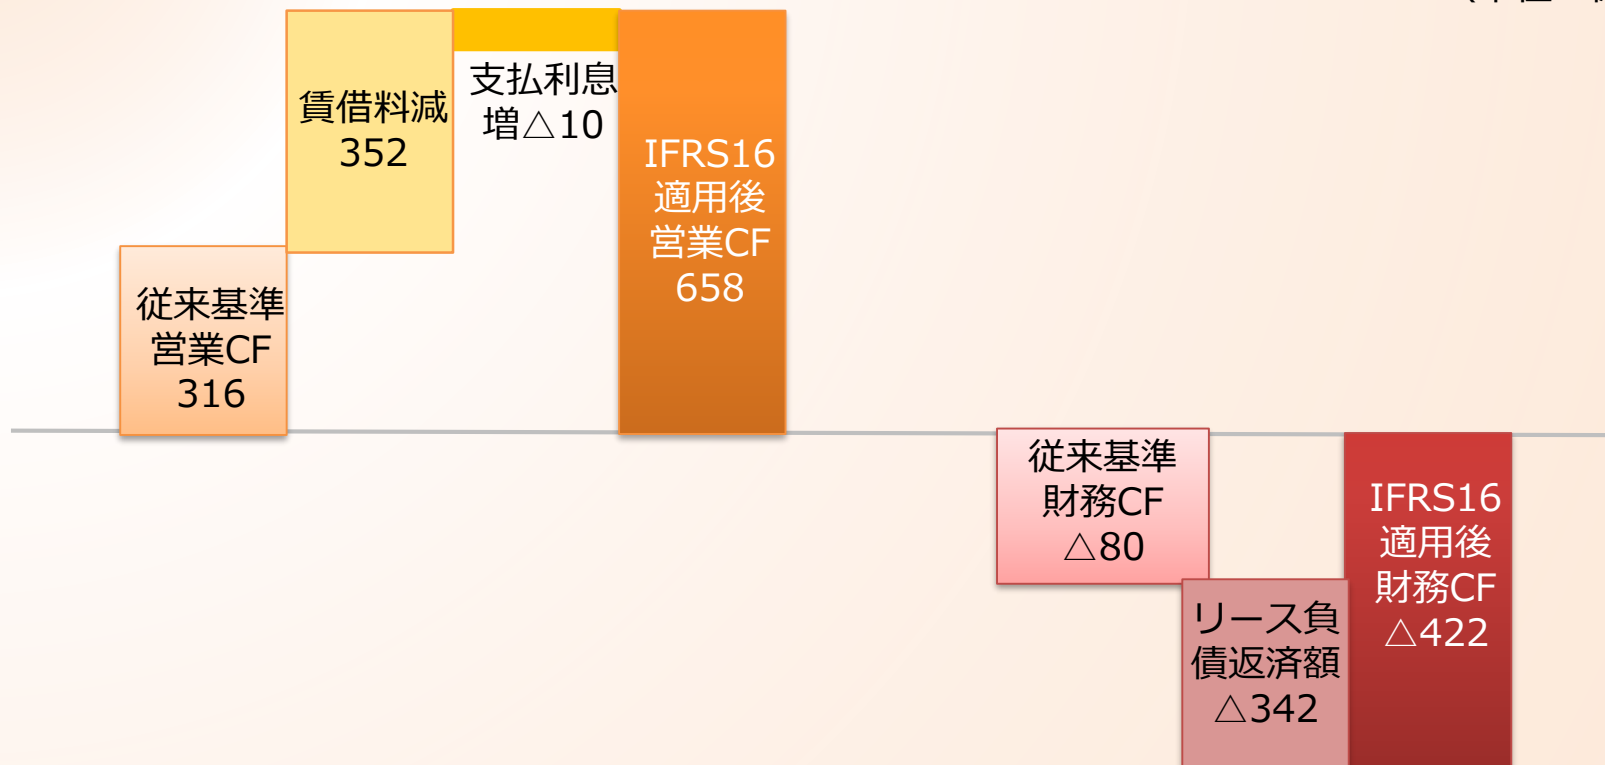 賃借料減
352
支払利息
増△10
IFRS16
適用後
営業CF
658
従来基準
営業CF
316
従来基準
財務CF
△80
リース負
債返済額
△342
IFRS16
適用後
財務CF
△422